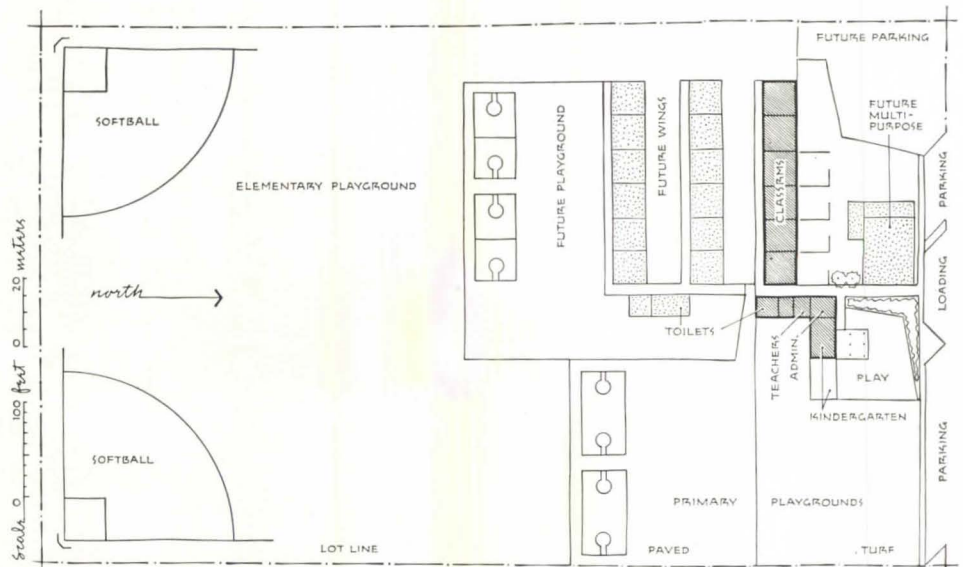 FUTURE PARKING
SOFTBALL
ELEMENTARY PLAYGROUND
FUTURE PLAYGROUND
FUTURE WINGS
CLASSRMS
FUTURE
MULTI-
PURPOSE
PARKING
LOADING
PARKING
north
Scale 0 100 feet 0 20 meters
TOILETS
TEACHERS
ADMIN.
PLAY
KINDERGARTEN
SOFTBALL
PRIMARY PLAYGROUNDS
LOT LINE
PAVED
TURF